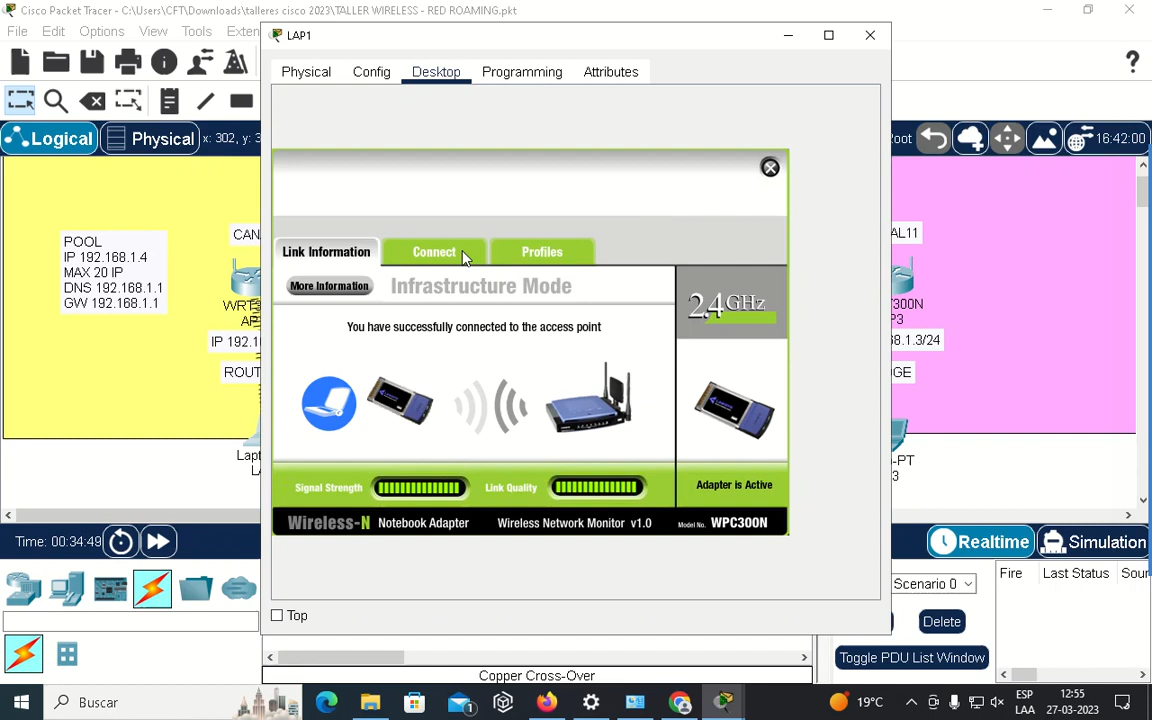 Cisco Packet Tracer - C:\Users\CFT\Downloads\talleres cisco 2023\TALLER WIRELESS - RED ROAMING.pkt
File Edit Options View Tools Exten
LAP1
Physical Config Desktop Programming Attributes
?
Logical
Physical
x: 302, y: 3
Root
16:42:00
POOL
IP 192.168.1.4
MAX 20 IP
DNS 192.168.1.1
GW 192.168.1.1
CAN
WRT3
AP
IP 192.1
ROUT
Lapt
LA
Link Information Connect Profiles
More Information
Infrastructure Mode
2,4GHz
You have successfully connected to the access point
Signal Strength
Link Quality
Adapter is Active
Wireless-N Notebook Adapter
Wireless Network Monitor v1.0
Model No. WPC300N
Top
AL11
T300N
P3
8.1.3/24
GE
-PT
3
Time: 00:34:49
Realtime
Simulation
Scenario 0
Fire Last Status Sour
Delete
Toggle PDU List Window
Copper Cross-Over
Buscar
1
19°C
ESP
LAA
12:55
27-03-2023